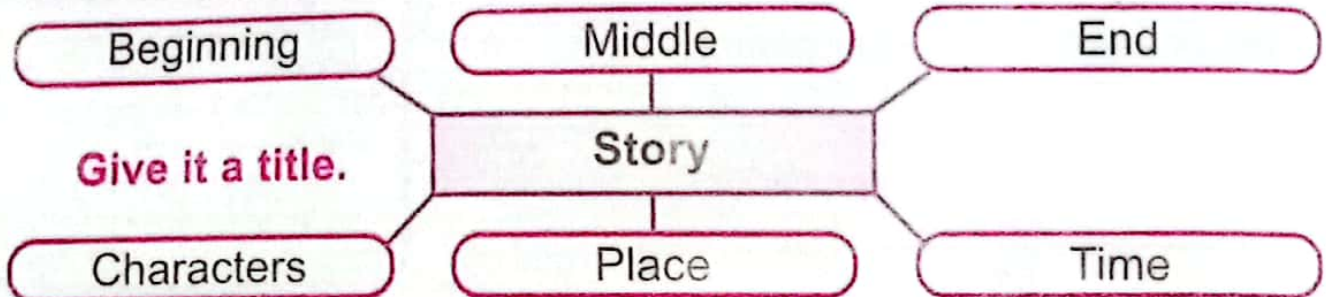 Beginning
Middle
End
Story
Give it a title.
Characters
Place
Time